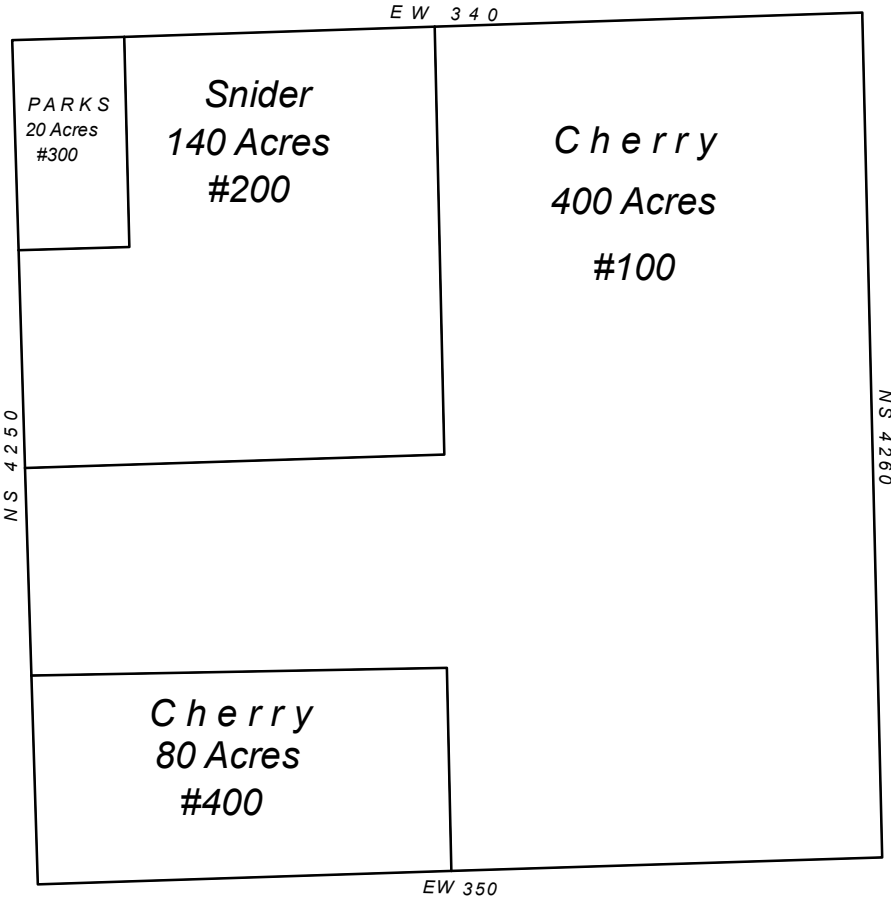 EW 340
PARKS
20 Acres
#300
Snider
140 Acres
#200
Cherry
400 Acres
#100
NS 4250
NS 4260
Cherry
80 Acres
#400
EW 350